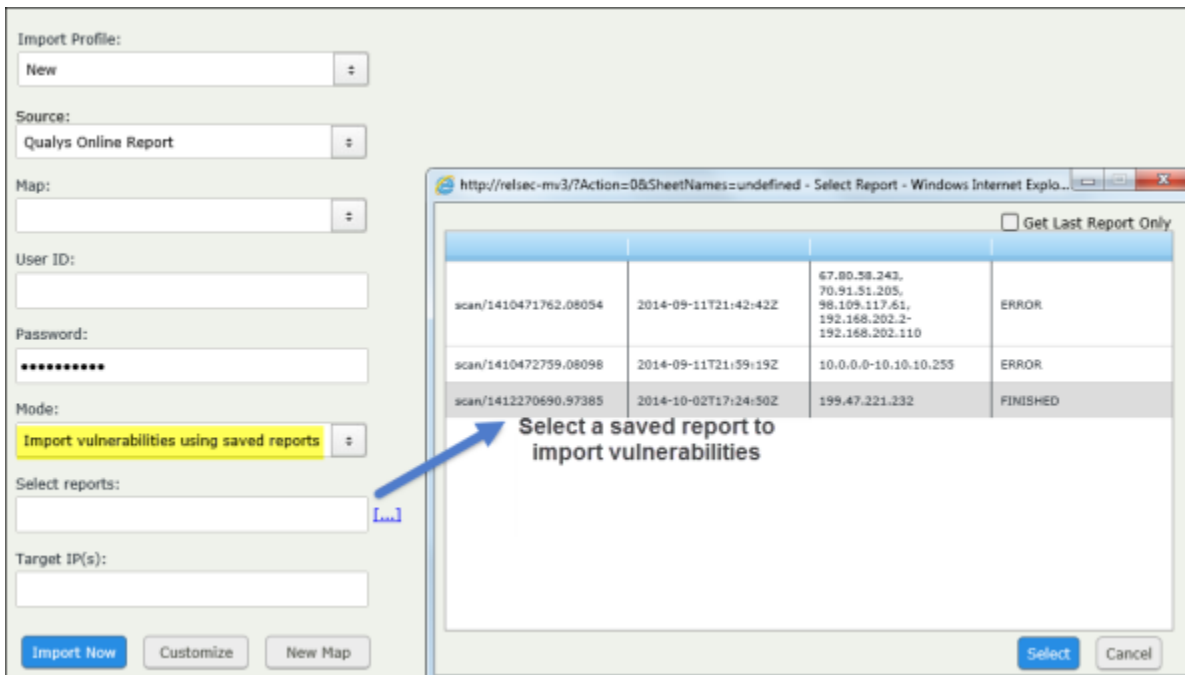 Import Profile:
New
Source:
Qualys Online Report
Map:
User ID:
Password:
••••••••••
Mode:
Import vulnerabilities using saved reports
Select reports:
[...]
Target IP(s):
Import Now
Customize
New Map
http://relsec-mv3/?Action=0&SheetNames=undefined - Select Report - Windows Internet Explo...
Get Last Report Only
scan/1410471762.08054
2014-09-11T21:42:42Z
67.80.58.243,
70.91.51.205,
98.109.117.61,
192.168.202.2-
192.168.202.110
ERROR
scan/1410472759.08098
2014-09-11T21:59:19Z
10.0.0.0-10.10.10.255
ERROR
scan/1412270690.97385
2014-10-02T17:24:50Z
199.47.221.232
FINISHED
Select a saved report to
import vulnerabilities
Select
Cancel